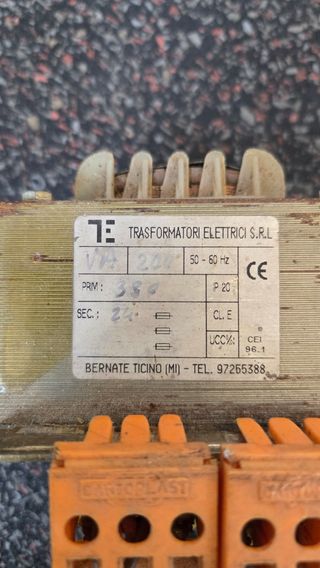 TE TRASFORMATORI ELETTRICI S.R.L
VA 200 50 - 60 Hz CE
PRIM : 380 P 20
SEC. : 24 CL. E
UCC%: CEI
96.1
BERNATE TICINO (MI) - TEL. 97265388
CARTOPLAST